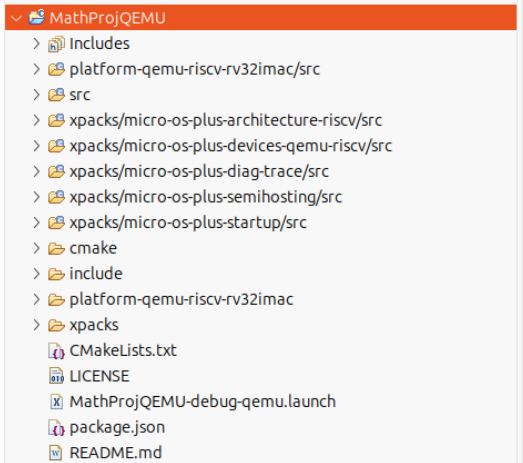 MathProjQEMU
Includes
platform-qemu-riscv-rv32imac/src
src
xpacks/micro-os-plus-architecture-riscv/src
xpacks/micro-os-plus-devices-qemu-riscv/src
xpacks/micro-os-plus-diag-trace/src
xpacks/micro-os-plus-semihosting/src
xpacks/micro-os-plus-startup/src
cmake
include
platform-qemu-riscv-rv32imac
xpacks
CMakeLists.txt
LICENSE
MathProjQEMU-debug-qemu.launch
package.json
README.md